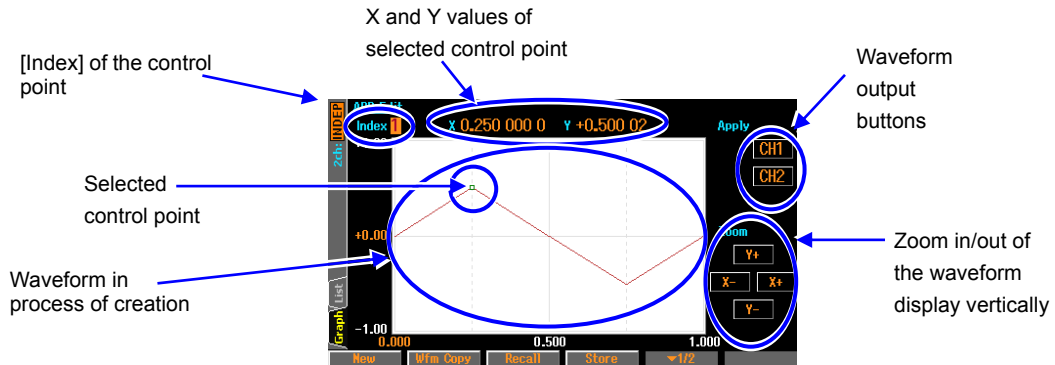 X and Y values of
selected control point
[Index] of the control
point
Waveform
output
buttons
ARB Edit
Index 1
X 0.250 000 0 Y +0.500 02
Apply
2ch: INDEP
CH1
CH2
Selected
control point
+0.00
Zoom
Y+
X- X+
Y-
Zoom in/out of
the waveform
display vertically
Waveform in
process of creation
List
Graph
-1.00
0.000
0.500
1.000
New
Wfm Copy
Recall
Store
▼1/2